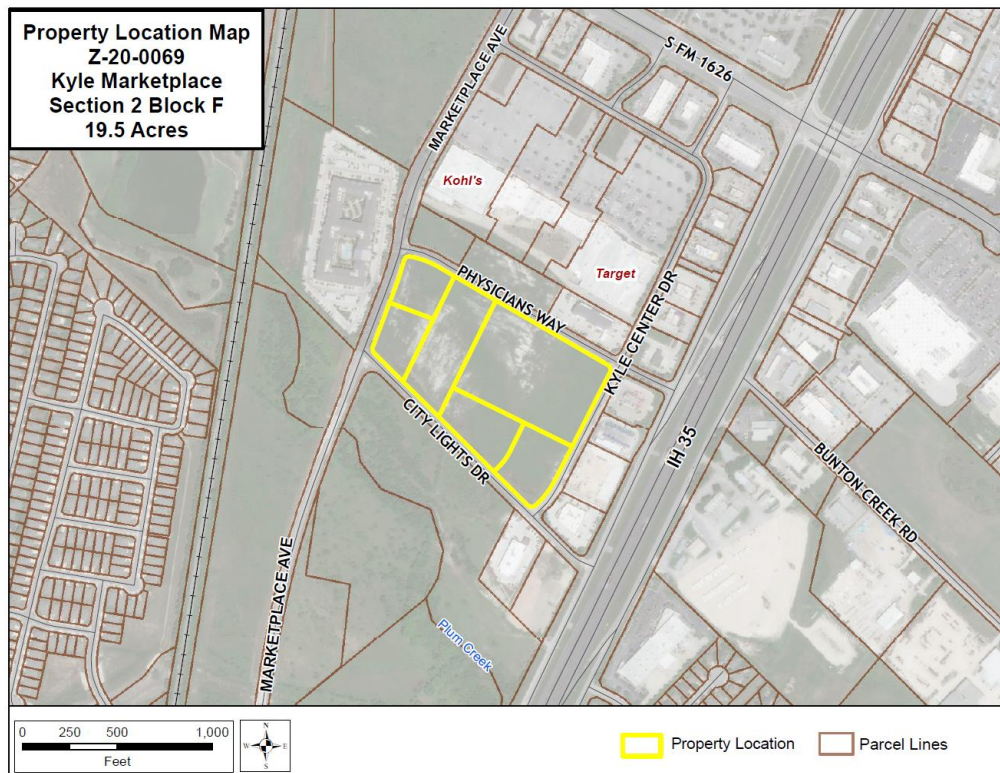 Property Location Map
Z-20-0069
Kyle Marketplace
Section 2 Block F
19.5 Acres
MARKETPLACE AVE
S FM 1626
Kohl's
Target
PHYSICIANS WAY
KYLE CENTER DR
CITY LIGHTS DR
IH 35
BUNTON CREEK RD
MARKETPLACE AVE
Plum Creek
0 250 500 1,000
Feet
N
W E
S
Property Location
Parcel Lines